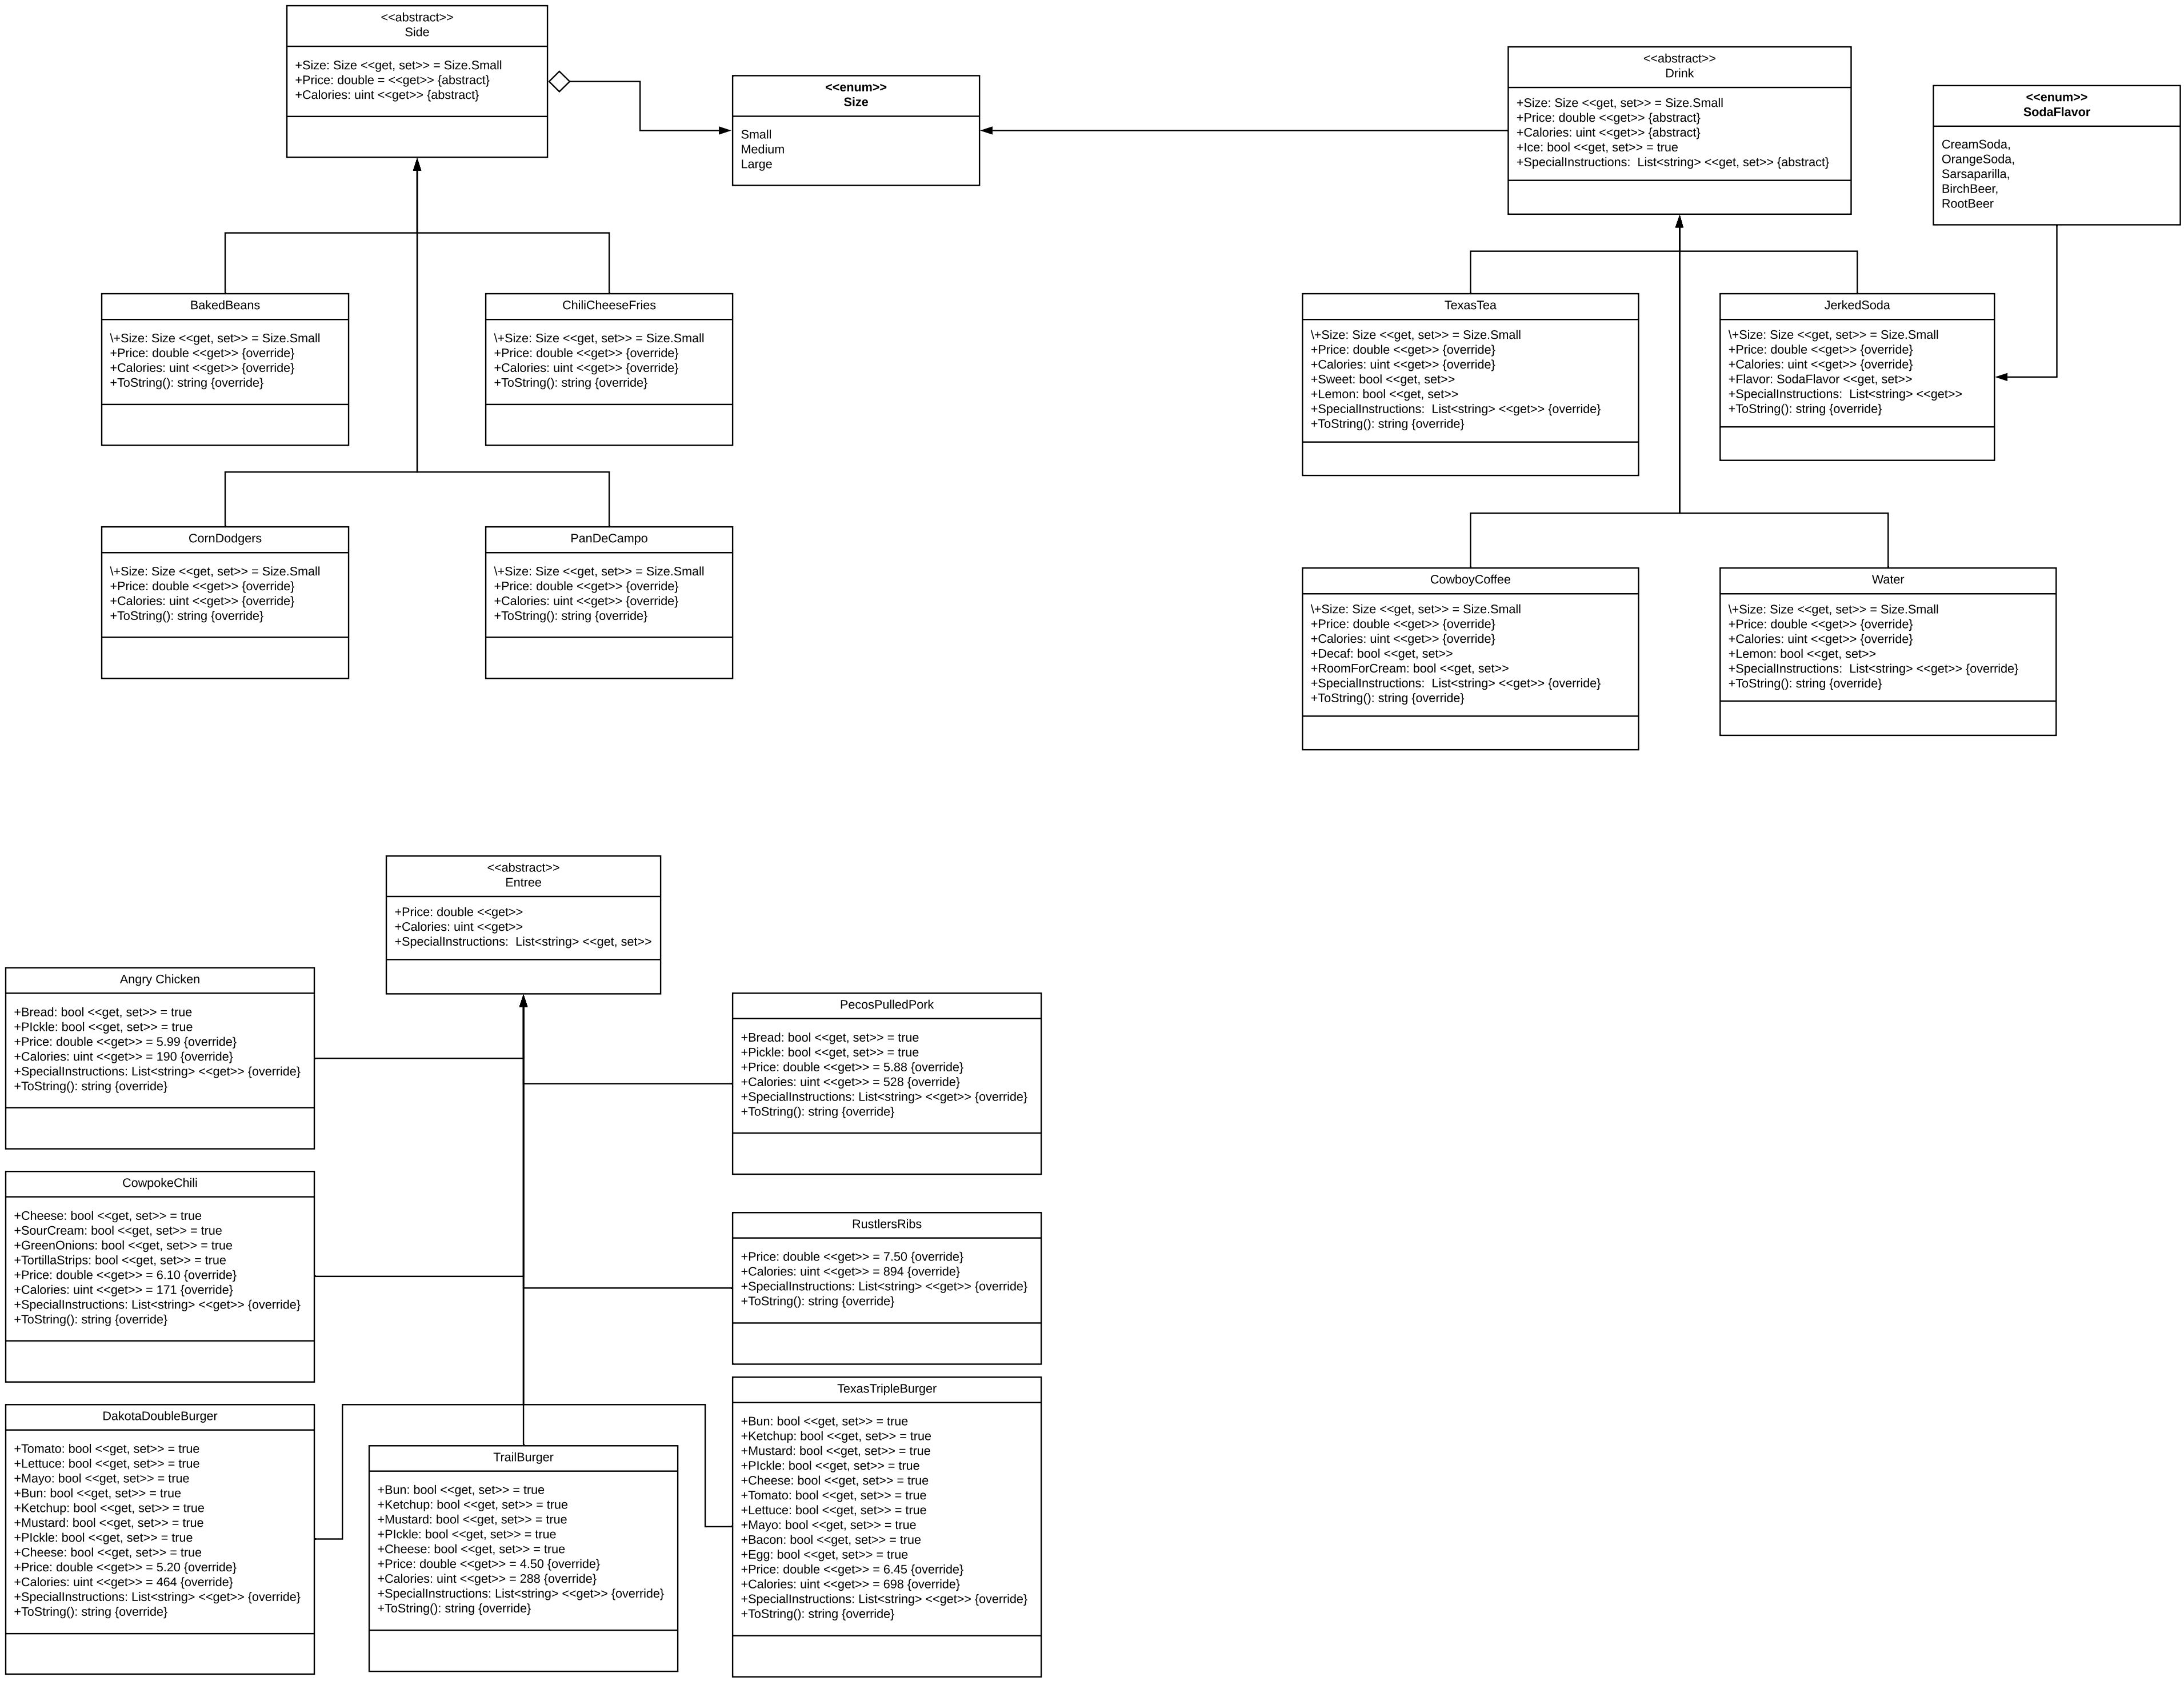 <<abstract>>
Side
+Size: Size <<get, set>> = Size.Small
+Price: double = <<get>> {abstract}
+Calories: uint <<get>> {abstract}
<<enum>>
Size
Small
Medium
Large
<<abstract>>
Drink
+Size: Size <<get, set>> = Size.Small
+Price: double <<get>> {abstract}
+Calories: uint <<get>> {abstract}
+Ice: bool <<get, set>> = true
+SpecialInstructions:  List<string> <<get, set>> {abstract}
<<enum>>
SodaFlavor
CreamSoda,
OrangeSoda,
Sarsaparilla,
BirchBeer,
RootBeer
BakedBeans
\+Size: Size <<get, set>> = Size.Small
+Price: double <<get>> {override}
+Calories: uint <<get>> {override}
+ToString(): string {override}
ChiliCheeseFries
\+Size: Size <<get, set>> = Size.Small
+Price: double <<get>> {override}
+Calories: uint <<get>> {override}
+ToString(): string {override}
TexasTea
\+Size: Size <<get, set>> = Size.Small
+Price: double <<get>> {override}
+Calories: uint <<get>> {override}
+Sweet: bool <<get, set>>
+Lemon: bool <<get, set>>
+SpecialInstructions:  List<string> <<get>> {override}
+ToString(): string {override}
JerkedSoda
\+Size: Size <<get, set>> = Size.Small
+Price: double <<get>> {override}
+Calories: uint <<get>> {override}
+Flavor: SodaFlavor <<get, set>>
+SpecialInstructions:  List<string> <<get>>
+ToString(): string {override}
CornDodgers
\+Size: Size <<get, set>> = Size.Small
+Price: double <<get>> {override}
+Calories: uint <<get>> {override}
+ToString(): string {override}
PanDeCampo
\+Size: Size <<get, set>> = Size.Small
+Price: double <<get>> {override}
+Calories: uint <<get>> {override}
+ToString(): string {override}
CowboyCoffee
\+Size: Size <<get, set>> = Size.Small
+Price: double <<get>> {override}
+Calories: uint <<get>> {override}
+Decaf: bool <<get, set>>
+RoomForCream: bool <<get, set>>
+SpecialInstructions:  List<string> <<get>> {override}
+ToString(): string {override}
Water
\+Size: Size <<get, set>> = Size.Small
+Price: double <<get>> {override}
+Calories: uint <<get>> {override}
+Lemon: bool <<get, set>>
+SpecialInstructions:  List<string> <<get>> {override}
+ToString(): string {override}
<<abstract>>
Entree
+Price: double <<get>>
+Calories: uint <<get>>
+SpecialInstructions:  List<string> <<get, set>>
Angry Chicken
+Bread: bool <<get, set>> = true
+PIckle: bool <<get, set>> = true
+Price: double <<get>> = 5.99 {override}
+Calories: uint <<get>> = 190 {override}
+SpecialInstructions: List<string> <<get>> {override}
+ToString(): string {override}
PecosPulledPork
+Bread: bool <<get, set>> = true
+Pickle: bool <<get, set>> = true
+Price: double <<get>> = 5.88 {override}
+Calories: uint <<get>> = 528 {override}
+SpecialInstructions: List<string> <<get>> {override}
+ToString(): string {override}
CowpokeChili
+Cheese: bool <<get, set>> = true
+SourCream: bool <<get, set>> = true
+GreenOnions: bool <<get, set>> = true
+TortillaStrips: bool <<get, set>> = true
+Price: double <<get>> = 6.10 {override}
+Calories: uint <<get>> = 171 {override}
+SpecialInstructions: List<string> <<get>> {override}
+ToString(): string {override}
RustlersRibs
+Price: double <<get>> = 7.50 {override}
+Calories: uint <<get>> = 894 {override}
+SpecialInstructions: List<string> <<get>> {override}
+ToString(): string {override}
DakotaDoubleBurger
+Tomato: bool <<get, set>> = true
+Lettuce: bool <<get, set>> = true
+Mayo: bool <<get, set>> = true
+Bun: bool <<get, set>> = true
+Ketchup: bool <<get, set>> = true
+Mustard: bool <<get, set>> = true
+PIckle: bool <<get, set>> = true
+Cheese: bool <<get, set>> = true
+Price: double <<get>> = 5.20 {override}
+Calories: uint <<get>> = 464 {override}
+SpecialInstructions: List<string> <<get>> {override}
+ToString(): string {override}
TrailBurger
+Bun: bool <<get, set>> = true
+Ketchup: bool <<get, set>> = true
+Mustard: bool <<get, set>> = true
+PIckle: bool <<get, set>> = true
+Cheese: bool <<get, set>> = true
+Price: double <<get>> = 4.50 {override}
+Calories: uint <<get>> = 288 {override}
+SpecialInstructions: List<string> <<get>> {override}
+ToString(): string {override}
TexasTripleBurger
+Bun: bool <<get, set>> = true
+Ketchup: bool <<get, set>> = true
+Mustard: bool <<get, set>> = true
+PIckle: bool <<get, set>> = true
+Cheese: bool <<get, set>> = true
+Tomato: bool <<get, set>> = true
+Lettuce: bool <<get, set>> = true
+Mayo: bool <<get, set>> = true
+Bacon: bool <<get, set>> = true
+Egg: bool <<get, set>> = true
+Price: double <<get>> = 6.45 {override}
+Calories: uint <<get>> = 698 {override}
+SpecialInstructions: List<string> <<get>> {override}
+ToString(): string {override}